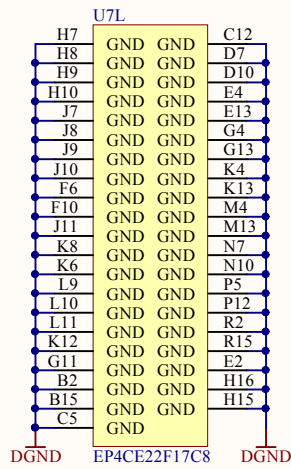 U7L
H7 GND GND C12
H8 GND GND D7
H9 GND GND D10
H10 GND GND E4
J7 GND GND E13
J8 GND GND G4
J9 GND GND G13
J10 GND GND K4
F6 GND GND K13
F10 GND GND M4
J11 GND GND M13
K8 GND GND N7
K6 GND GND N10
L9 GND GND P5
L10 GND GND P12
L11 GND GND R2
K12 GND GND R15
G11 GND GND E2
B2 GND GND H16
B15 GND GND H15
C5 GND
DGND EP4CE22F17C8 DGND